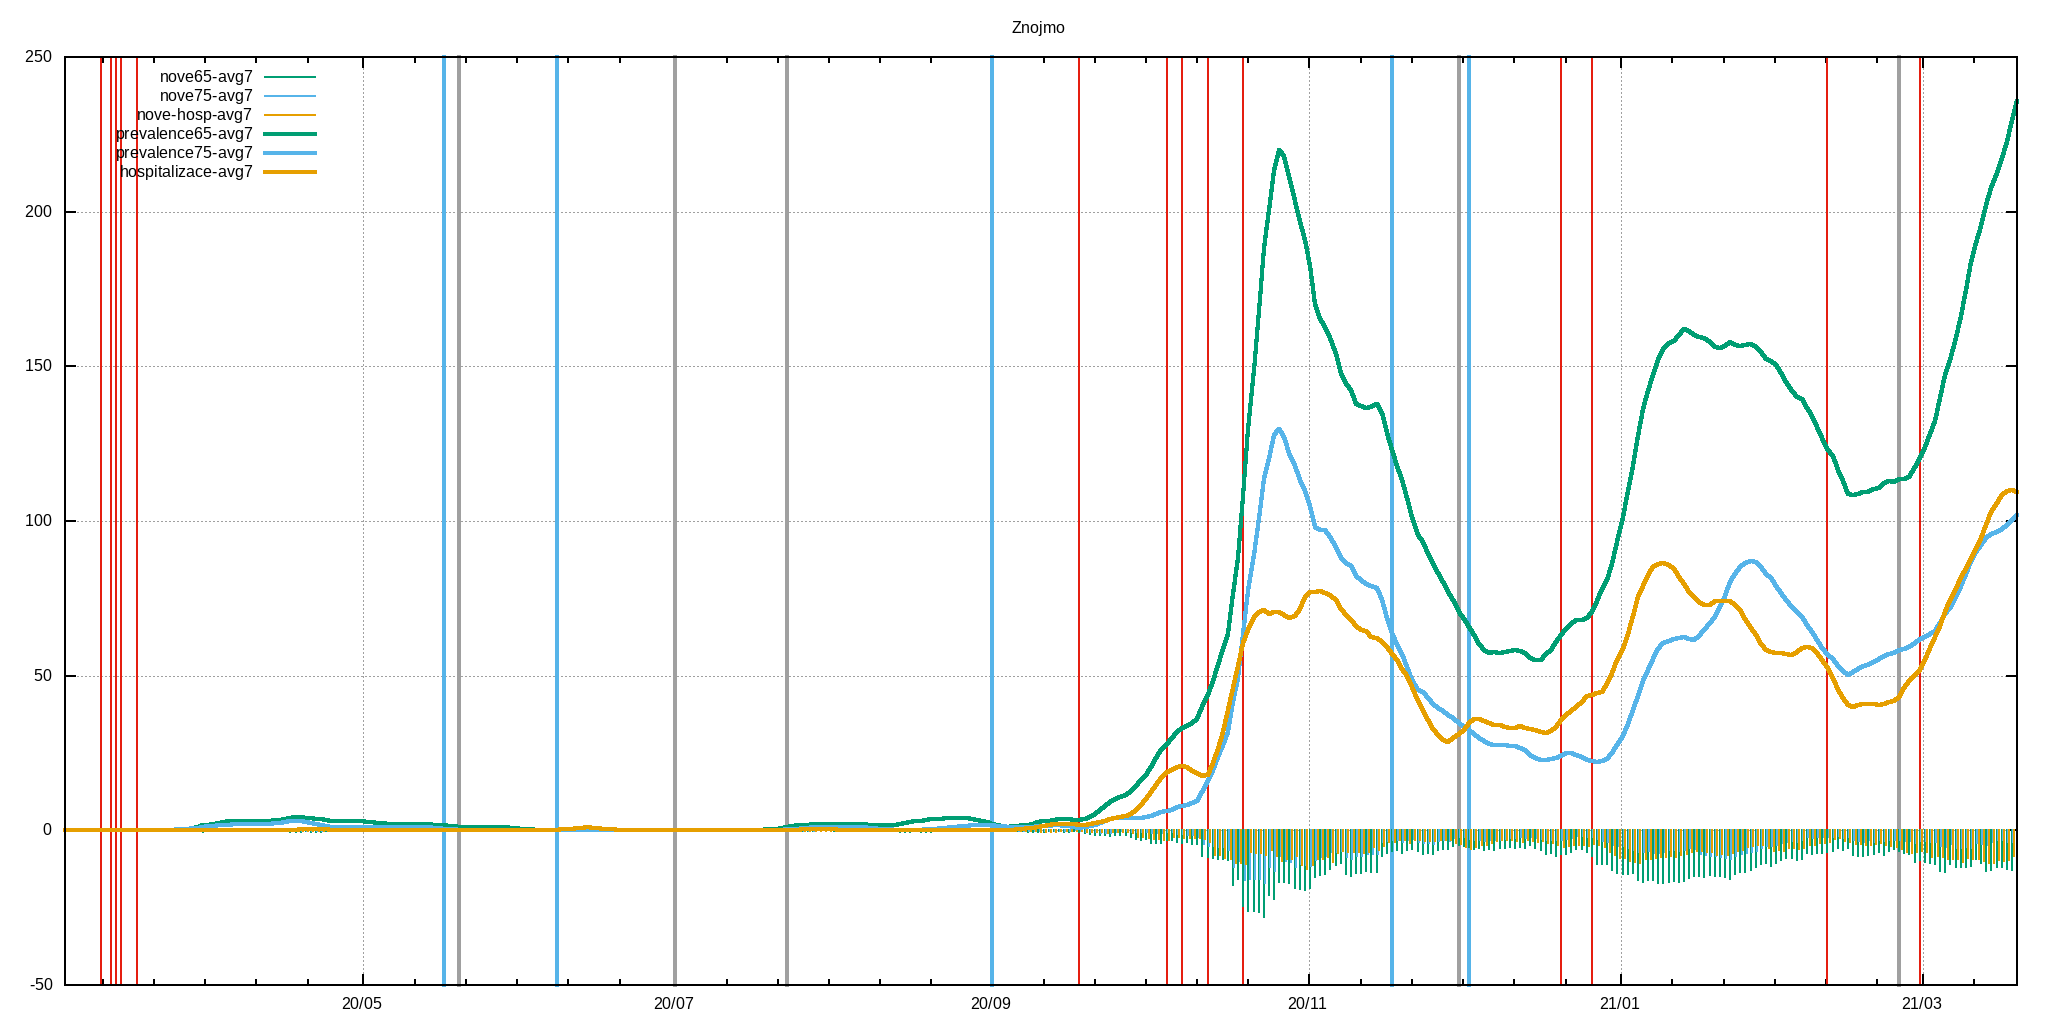 Znojmo
250
200
150
100
50
0
-50
nove65-avg7
nove75-avg7
nove-hosp-avg7
prevalence65-avg7
prevalence75-avg7
hospitalizace-avg7
20/05 20/07 20/09 20/11 21/01 21/03